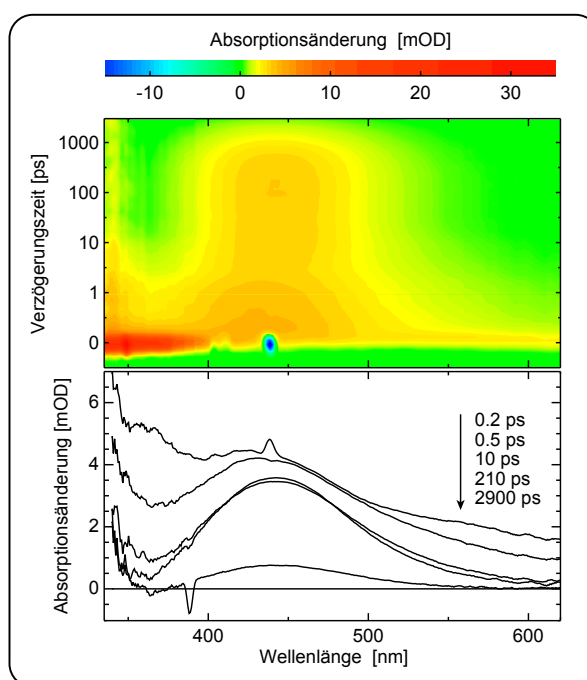 Absorptionsänderung [mOD]
-10 0 10 20 30
Verzögerungszeit [ps]
1000
100
10
1
0
Absorptionsänderung [mOD]
6
4
2
0
0.2 ps
0.5 ps
10 ps
210 ps
2900 ps
400 500 600
Wellenlänge [nm]